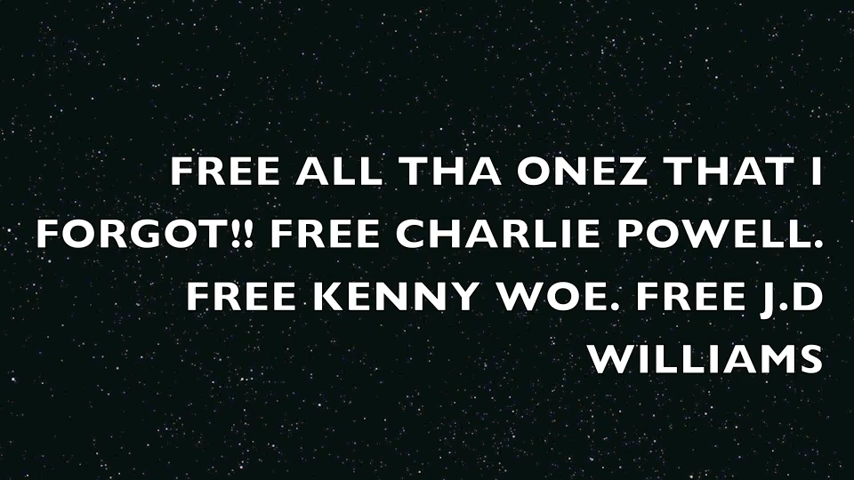 FREE ALL THA ONEZ THAT I
FORGOT!! FREE CHARLIE POWELL.
FREE KENNY WOE. FREE J.D
WILLIAMS